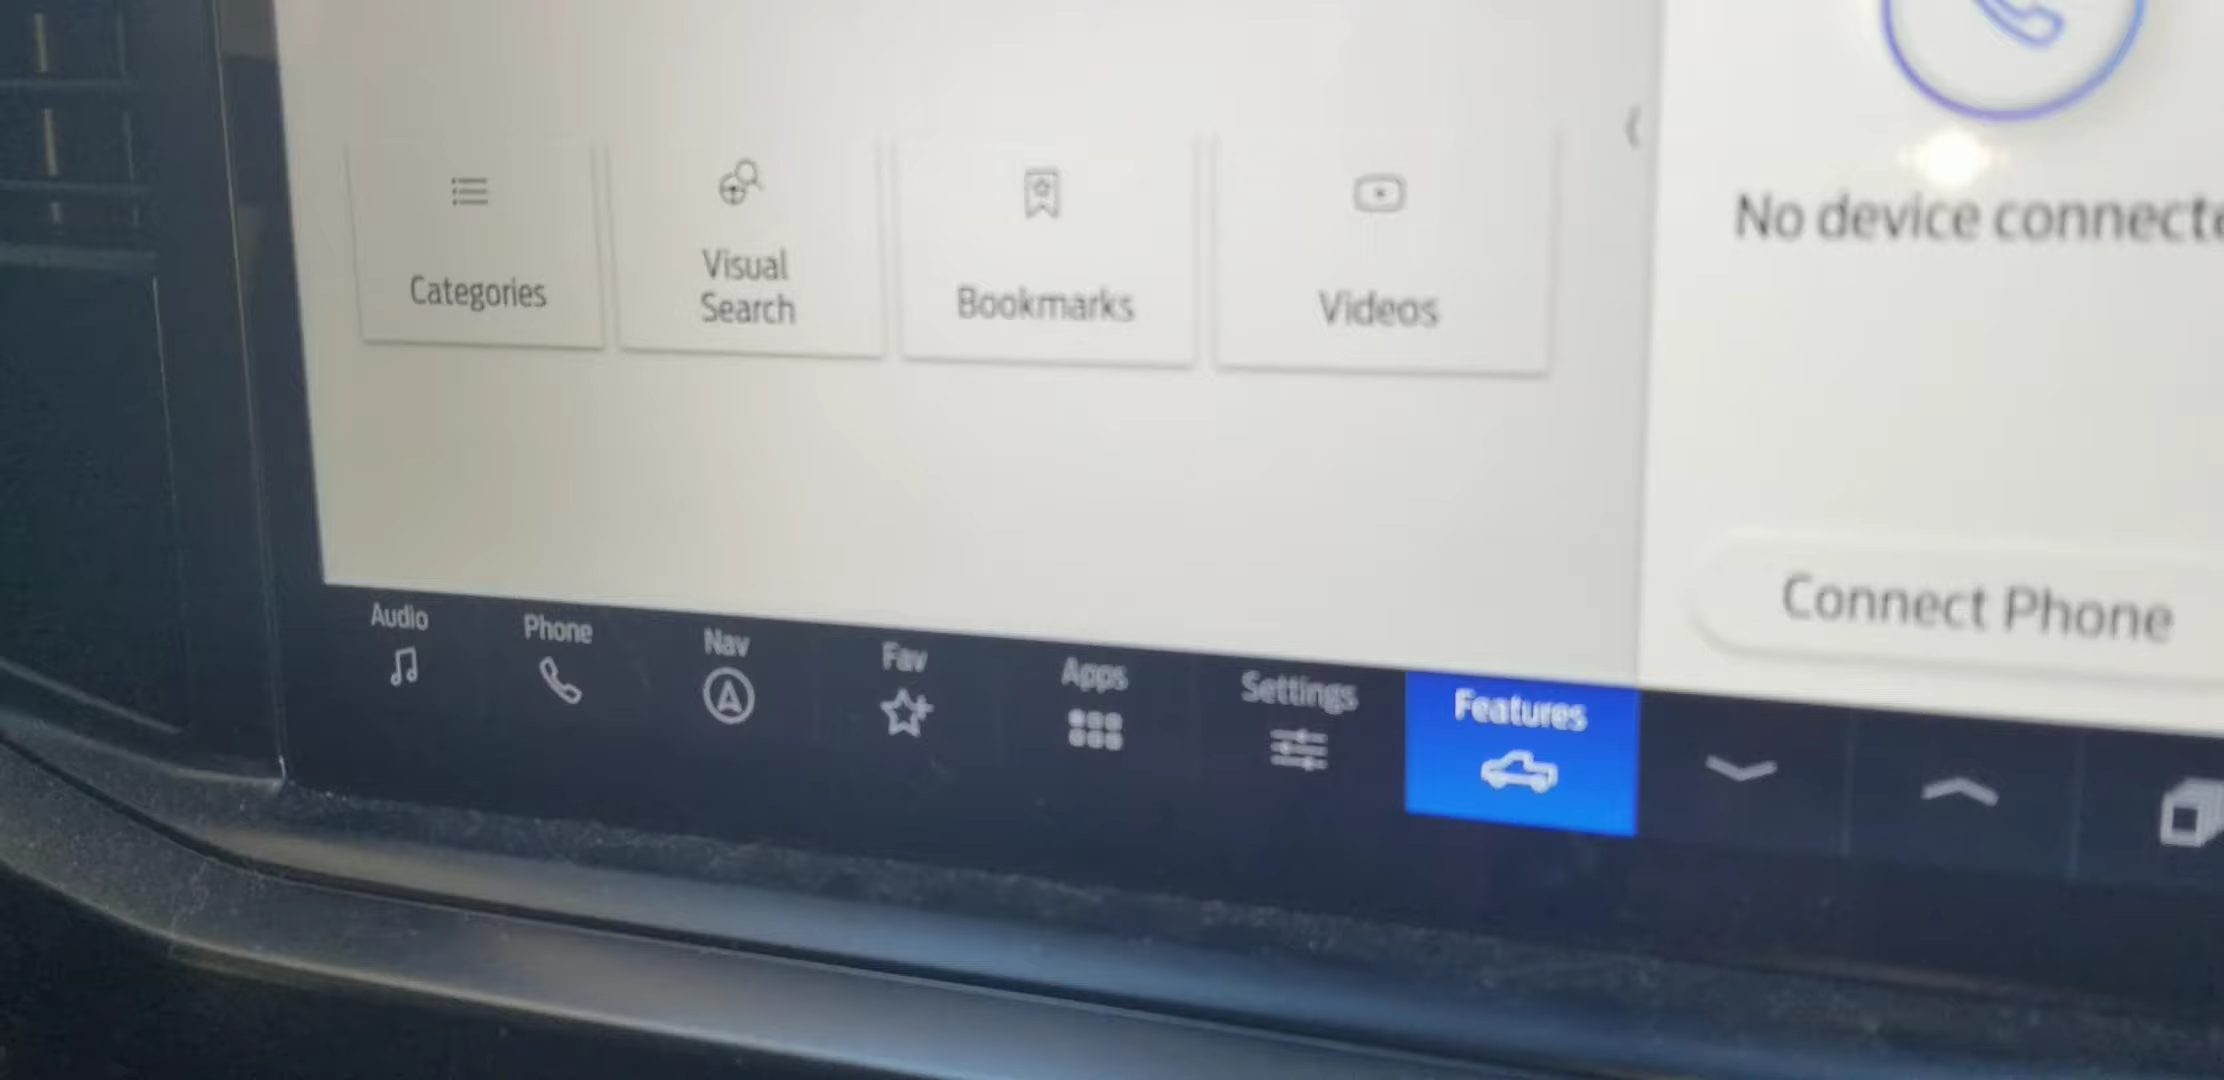 Categories
Visual
Search
Bookmarks
Videos
No device connecte
Connect Phone
Audio
Phone
Nav
Fav
Apps
Settings
Features